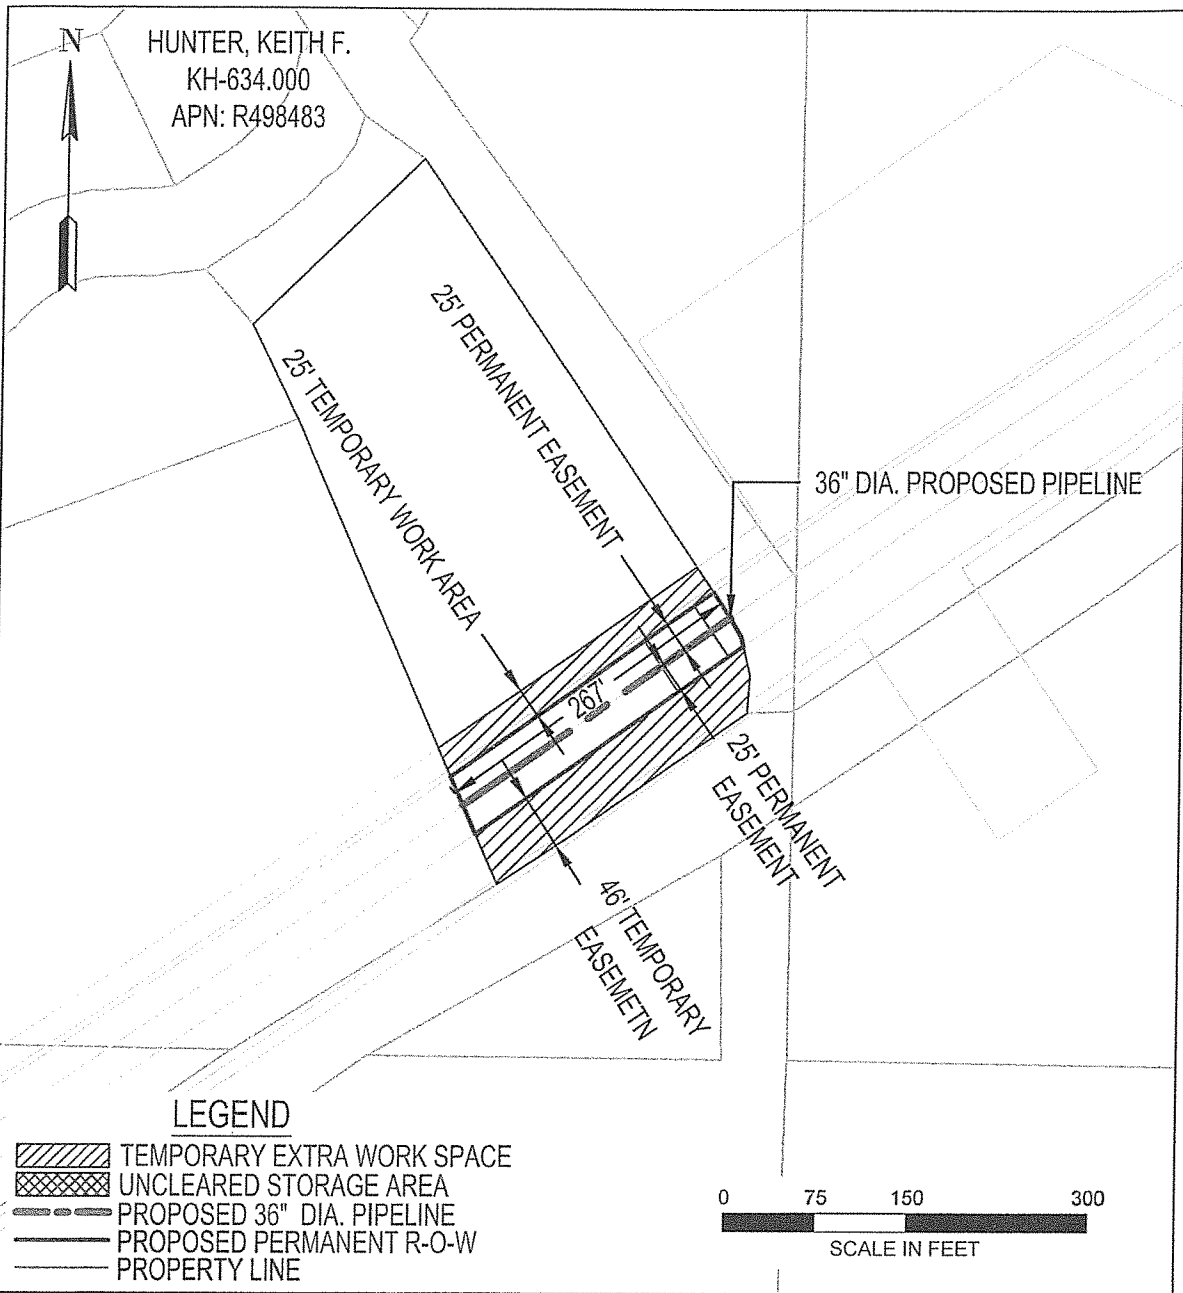 N
HUNTER, KEITH F.
KH-634.000
APN: R498483
25' PERMANENT EASEMENT
25' TEMPORARY WORK AREA
36" DIA. PROPOSED PIPELINE
267'
25' PERMANENT
EASEMENT
46' TEMPORARY
EASEMETN
LEGEND
TEMPORARY EXTRA WORK SPACE
UNCLEARED STORAGE AREA
PROPOSED 36" DIA. PIPELINE
PROPOSED PERMANENT R-O-W
PROPERTY LINE
0 75 150 300
SCALE IN FEET